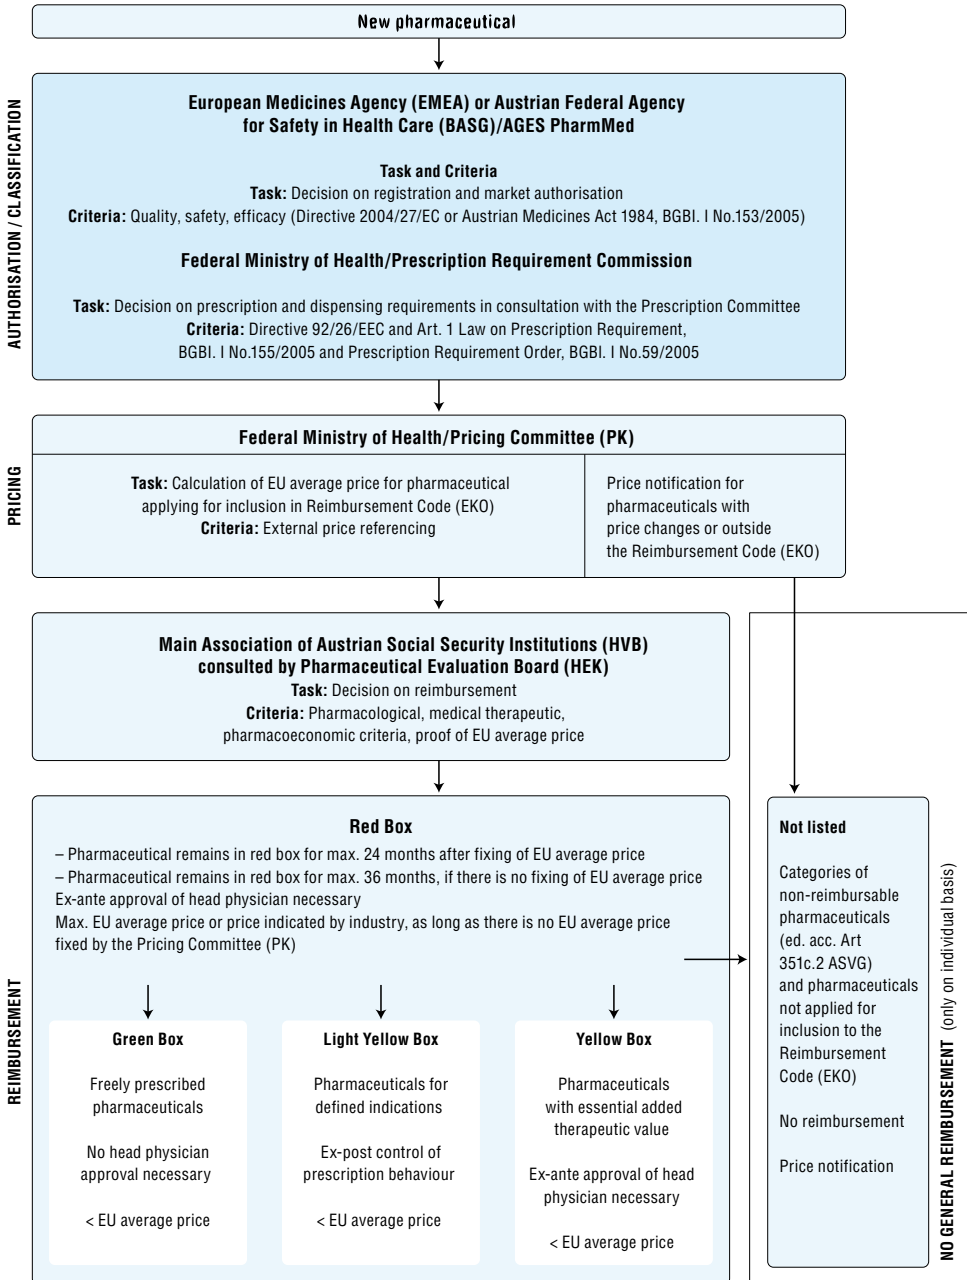 New pharmaceutical
AUTHORISATION / CLASSIFICATION
European Medicines Agency (EMEA) or Austrian Federal Agency
for Safety in Health Care (BASG)/AGES PharmMed
Task and Criteria
Task: Decision on registration and market authorisation
Criteria: Quality, safety, efficacy (Directive 2004/27/EC or Austrian Medicines Act 1984, BGBI. I No.153/2005)
Federal Ministry of Health/Prescription Requirement Commission
Task: Decision on prescription and dispensing requirements in consultation with the Prescription Committee
Criteria: Directive 92/26/EEC and Art. 1 Law on Prescription Requirement,
BGBI. I No.155/2005 and Prescription Requirement Order, BGBI. I No.59/2005
PRICING
Federal Ministry of Health/Pricing Committee (PK)
Task: Calculation of EU average price for pharmaceutical
applying for inclusion in Reimbursement Code (EKO)
Criteria: External price referencing
Price notification for
pharmaceuticals with
price changes or outside
the Reimbursement Code (EKO)
Main Association of Austrian Social Security Institutions (HVB)
consulted by Pharmaceutical Evaluation Board (HEK)
Task: Decision on reimbursement
Criteria: Pharmacological, medical therapeutic,
pharmacoeconomic criteria, proof of EU average price
REIMBURSEMENT
Red Box
– Pharmaceutical remains in red box for max. 24 months after fixing of EU average price
– Pharmaceutical remains in red box for max. 36 months, if there is no fixing of EU average price
Ex-ante approval of head physician necessary
Max. EU average price or price indicated by industry, as long as there is no EU average price
fixed by the Pricing Committee (PK)
Green Box
Freely prescribed
pharmaceuticals
No head physician
approval necessary
< EU average price
Light Yellow Box
Pharmaceuticals for
defined indications
Ex-post control of
prescription behaviour
< EU average price
Yellow Box
Pharmaceuticals
with essential added
therapeutic value
Ex-ante approval of head
physician necessary
< EU average price
Not listed
Categories of
non-reimbursable
pharmaceuticals
(ed. acc. Art
351c.2 ASVG)
and pharmaceuticals
not applied for
inclusion to the
Reimbursement
Code (EKO)
No reimbursement
Price notification
NO GENERAL REIMBURSEMENT (only on individual basis)